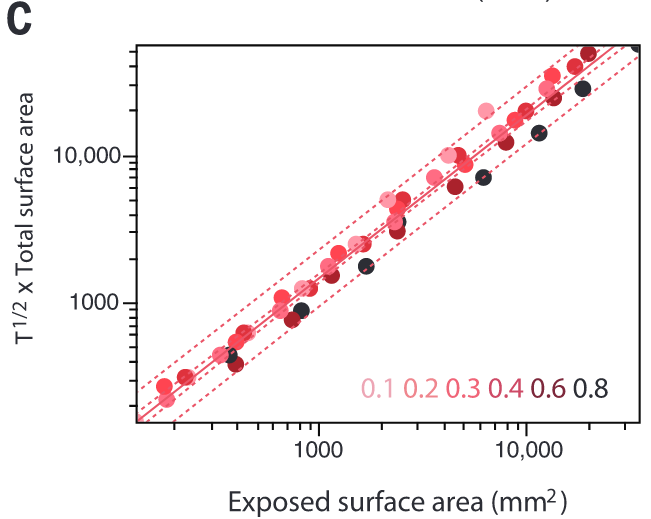 C
T1/2 x Total surface area
10,000
1000
0.1 0.2 0.3 0.4 0.6 0.8
1000 10,000
Exposed surface area (mm2)